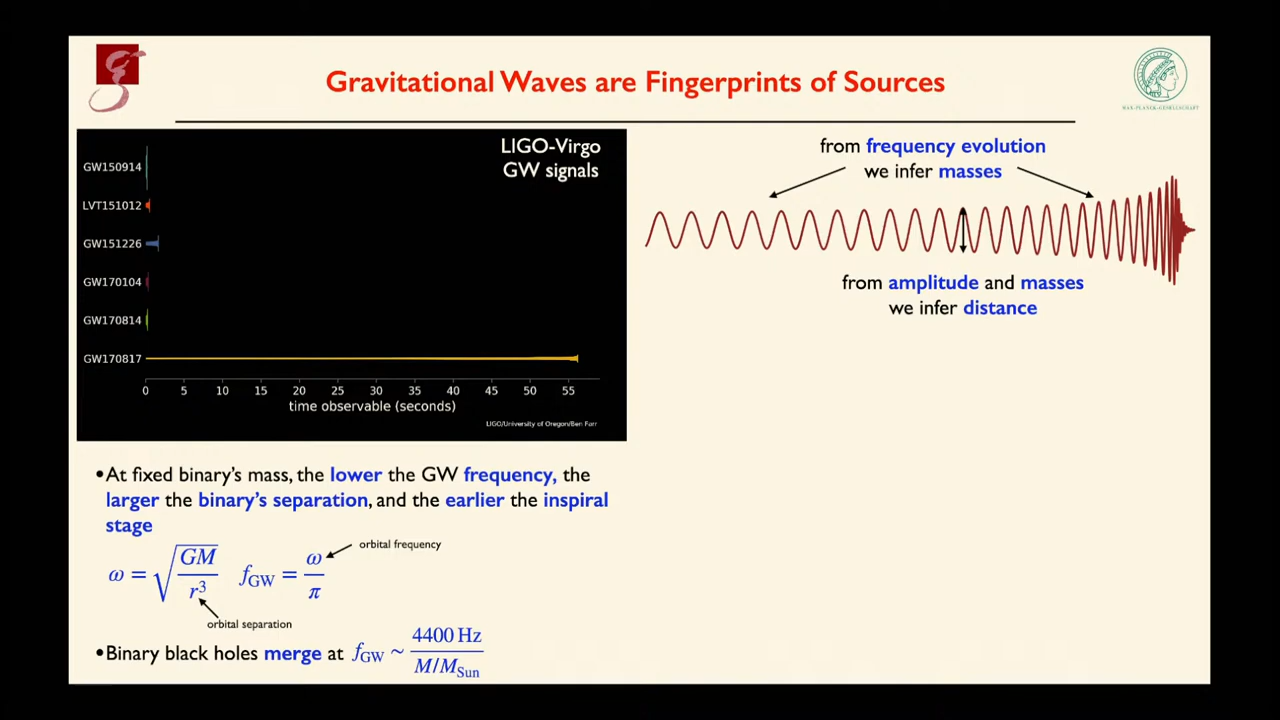 Gravitational Waves are Fingerprints of Sources
MAX-PLANCK-GESELLSCHAFT
LIGO-Virgo
GW signals
GW150914
LVT151012
GW151226
GW170104
GW170814
GW170817
0 5 10 15 20 25 30 35 40 45 50 55
time observable (seconds)
LIGO/University of Oregon/Ben Farr
from frequency evolution
we infer masses
from amplitude and masses
we infer distance
•At fixed binary's mass, the lower the GW frequency, the
larger the binary's separation, and the earlier the inspiral
stage
orbital frequency
ω = √(GM/r³) f_GW = ω/π
orbital separation
•Binary black holes merge at f_GW ~ 4400 Hz / (M/M_Sun)